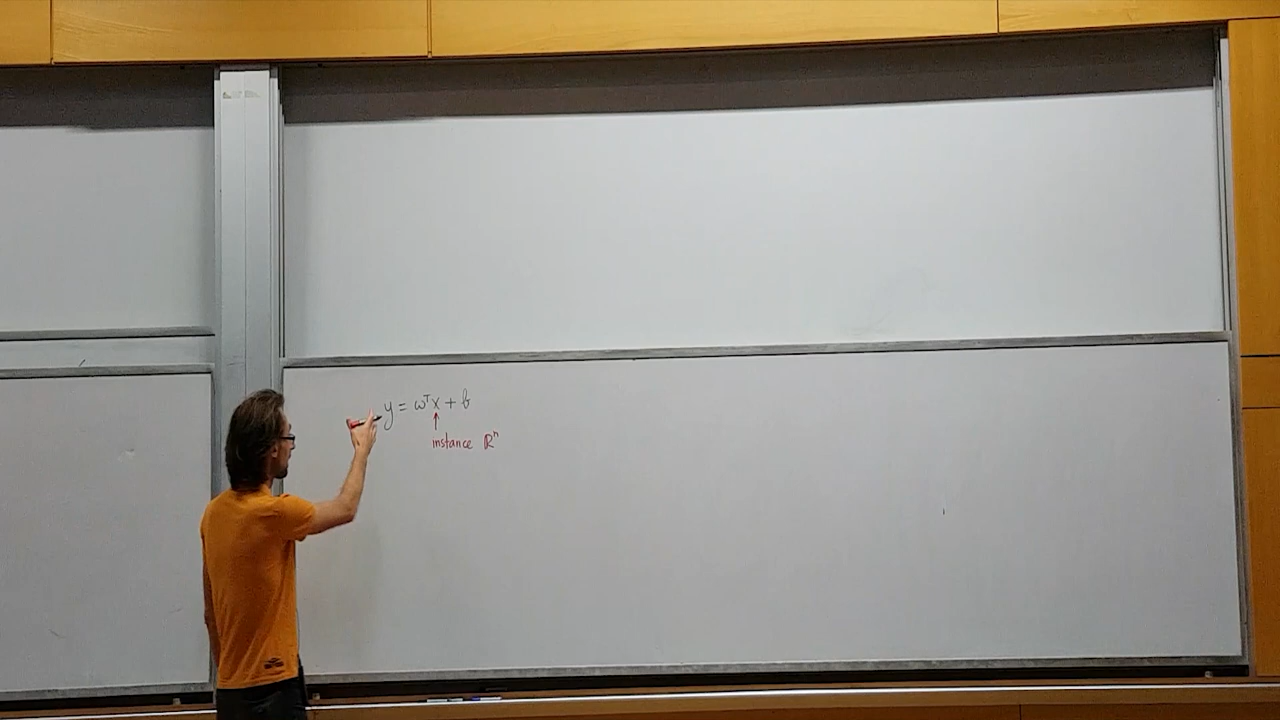 y = ωᵀx + b
↑
instance ℝⁿ